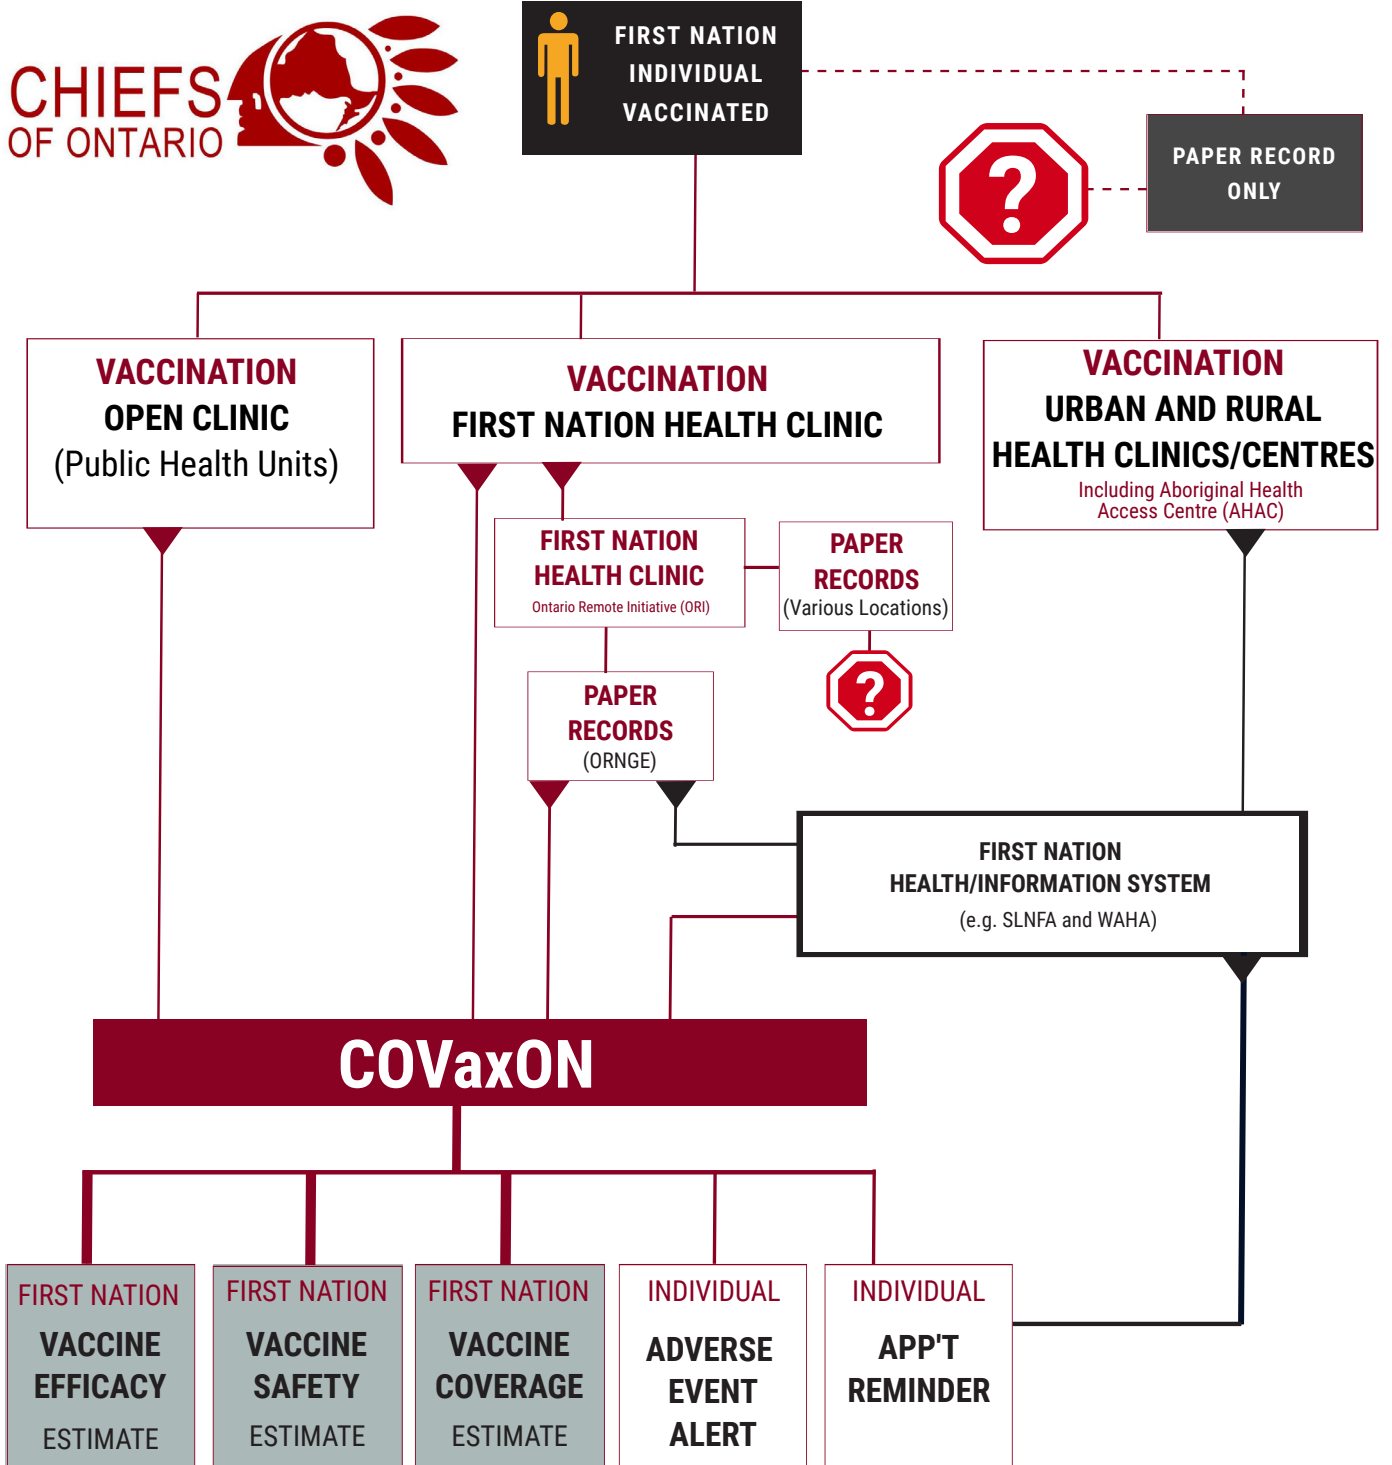 CHIEFS
OF ONTARIO
FIRST NATION
INDIVIDUAL
VACCINATED
PAPER RECORD
ONLY
?
VACCINATION
OPEN CLINIC
(Public Health Units)
VACCINATION
FIRST NATION HEALTH CLINIC
VACCINATION
URBAN AND RURAL
HEALTH CLINICS/CENTRES
Including Aboriginal Health
Access Centre (AHAC)
FIRST NATION
HEALTH CLINIC
Ontario Remote Initiative (ORI)
PAPER
RECORDS
(Various Locations)
?
PAPER
RECORDS
(ORNGE)
FIRST NATION
HEALTH/INFORMATION SYSTEM
(e.g. SLNFA and WAHA)
COVaxON
FIRST NATION
VACCINE
EFFICACY
ESTIMATE
FIRST NATION
VACCINE
SAFETY
ESTIMATE
FIRST NATION
VACCINE
COVERAGE
ESTIMATE
INDIVIDUAL
ADVERSE
EVENT
ALERT
INDIVIDUAL
APP'T
REMINDER